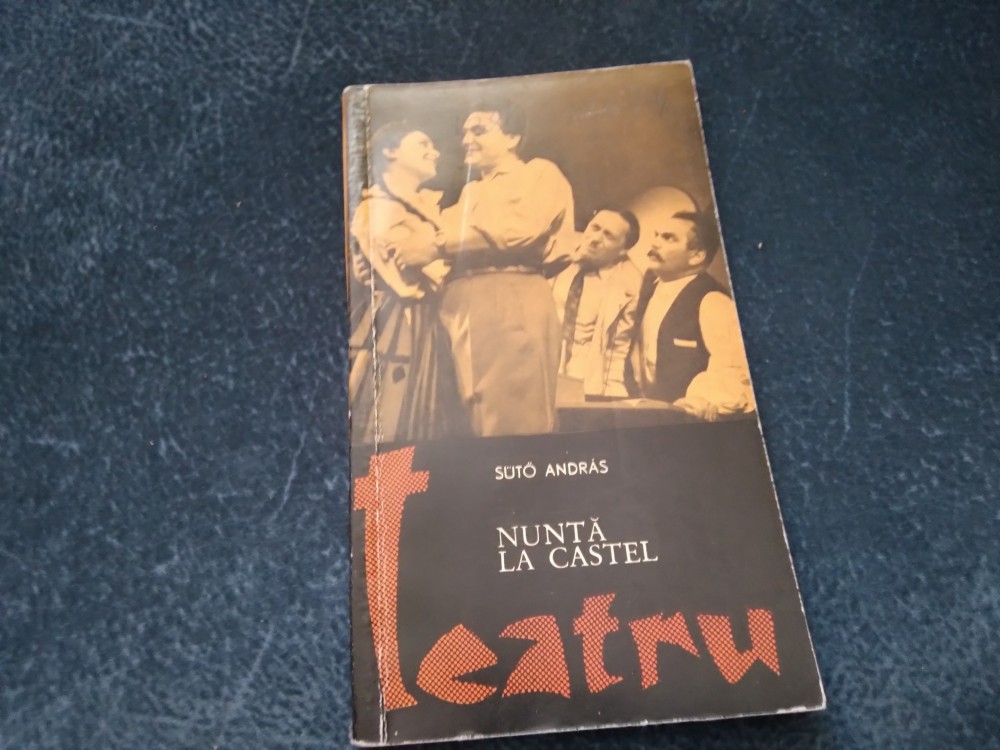 SÜTŐ ANDRÁS
NUNTĂ
LA CASTEL
teatru